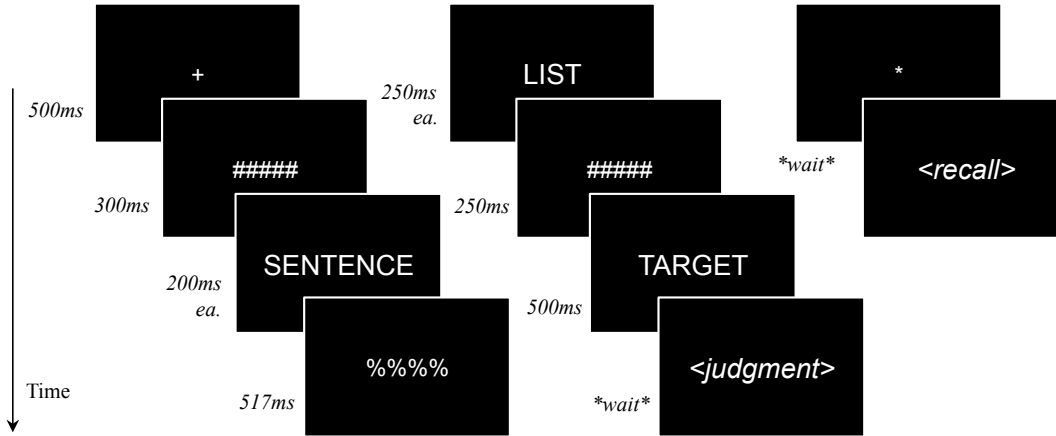 +
500ms
#####
300ms
SENTENCE
200ms
ea.
%%%%
517ms
LIST
250ms
ea.
#####
250ms
TARGET
500ms
<judgment>
*wait*
*
*wait*
<recall>
Time